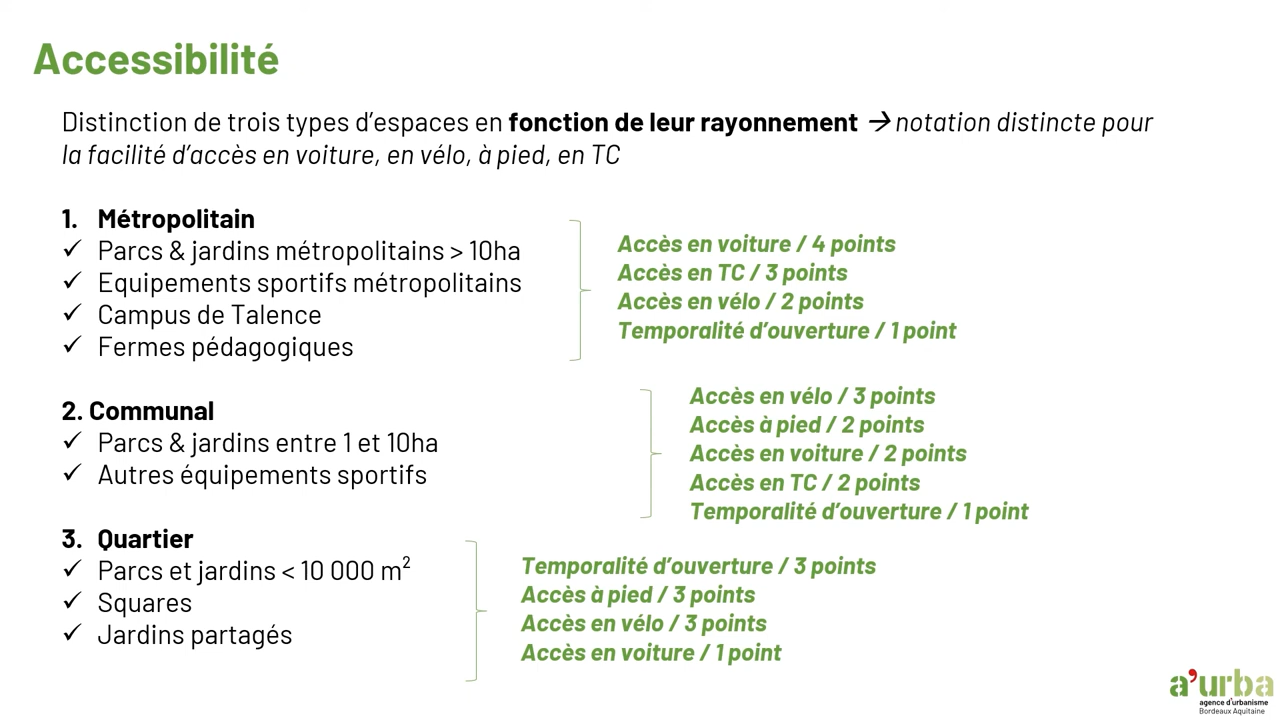 Accessibilité
Distinction de trois types d’espaces en fonction de leur rayonnement → notation distincte pour
la facilité d’accès en voiture, en vélo, à pied, en TC
1. Métropolitain
✓ Parcs & jardins métropolitains > 10ha
✓ Equipements sportifs métropolitains
✓ Campus de Talence
✓ Fermes pédagogiques
Accès en voiture / 4 points
Accès en TC / 3 points
Accès en vélo / 2 points
Temporalité d’ouverture / 1 point
2. Communal
✓ Parcs & jardins entre 1 et 10ha
✓ Autres équipements sportifs
Accès en vélo / 3 points
Accès à pied / 2 points
Accès en voiture / 2 points
Accès en TC / 2 points
Temporalité d’ouverture / 1 point
3. Quartier
✓ Parcs et jardins < 10 000 m²
✓ Squares
✓ Jardins partagés
Temporalité d’ouverture / 3 points
Accès à pied / 3 points
Accès en vélo / 3 points
Accès en voiture / 1 point
a’urba
agence d’urbanisme
Bordeaux Aquitaine